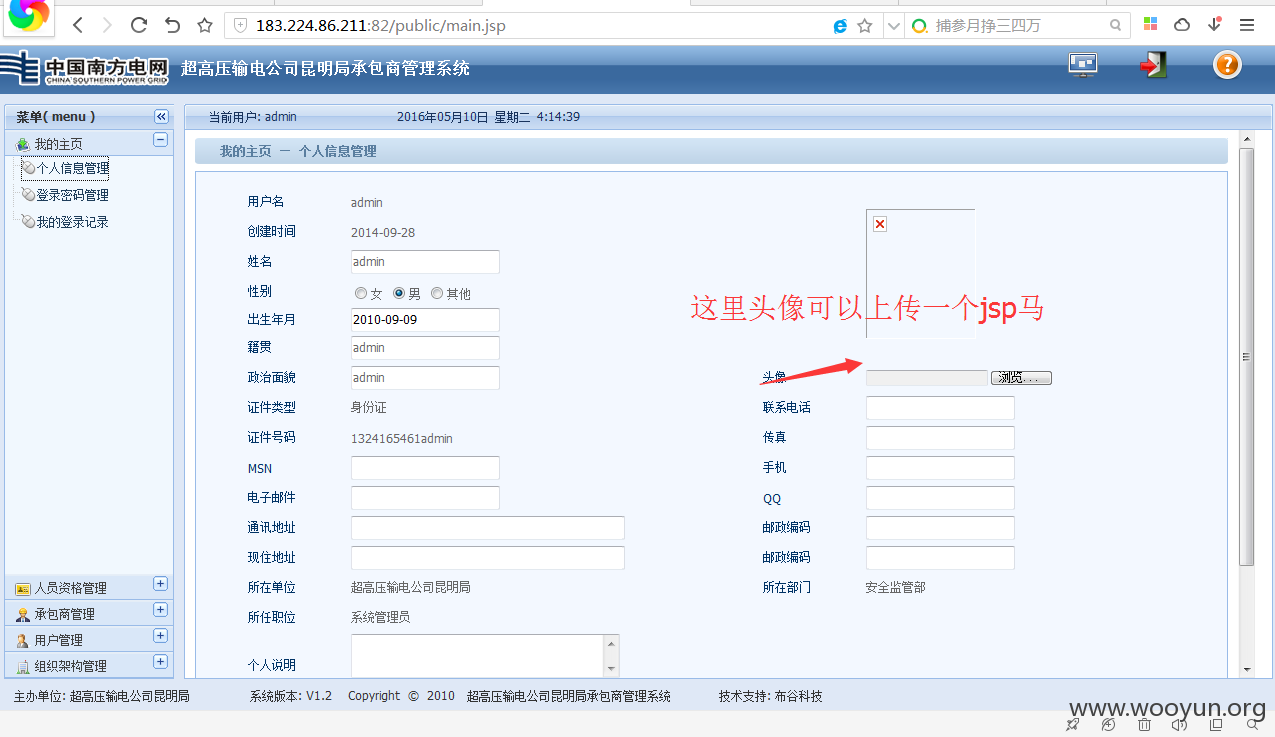 183.224.86.211:82/public/main.jsp
捕参月挣三四万
中国南方电网
CHINA SOUTHERN POWER GRID
超高压输电公司昆明局承包商管理系统
菜单( menu )
当前用户: admin 2016年05月10日 星期二 4:14:39
我的主页
个人信息管理
登录密码管理
我的登录记录
人员资格管理
承包商管理
用户管理
组织架构管理
我的主页 － 个人信息管理
用户名 admin
创建时间 2014-09-28
姓名 admin
性别 女 男 其他
这里头像可以上传一个jsp马
出生年月 2010-09-09
籍贯 admin
政治面貌 admin 头像 浏览...
证件类型 身份证 联系电话
证件号码 1324165461admin 传真
MSN 手机
电子邮件 QQ
通讯地址 邮政编码
现住地址 邮政编码
所在单位 超高压输电公司昆明局 所在部门 安全监管部
所任职位 系统管理员
个人说明
主办单位: 超高压输电公司昆明局 系统版本: V1.2 Copyright © 2010 超高压输电公司昆明局承包商管理系统 技术支持: 布谷科技
www.wooyun.org